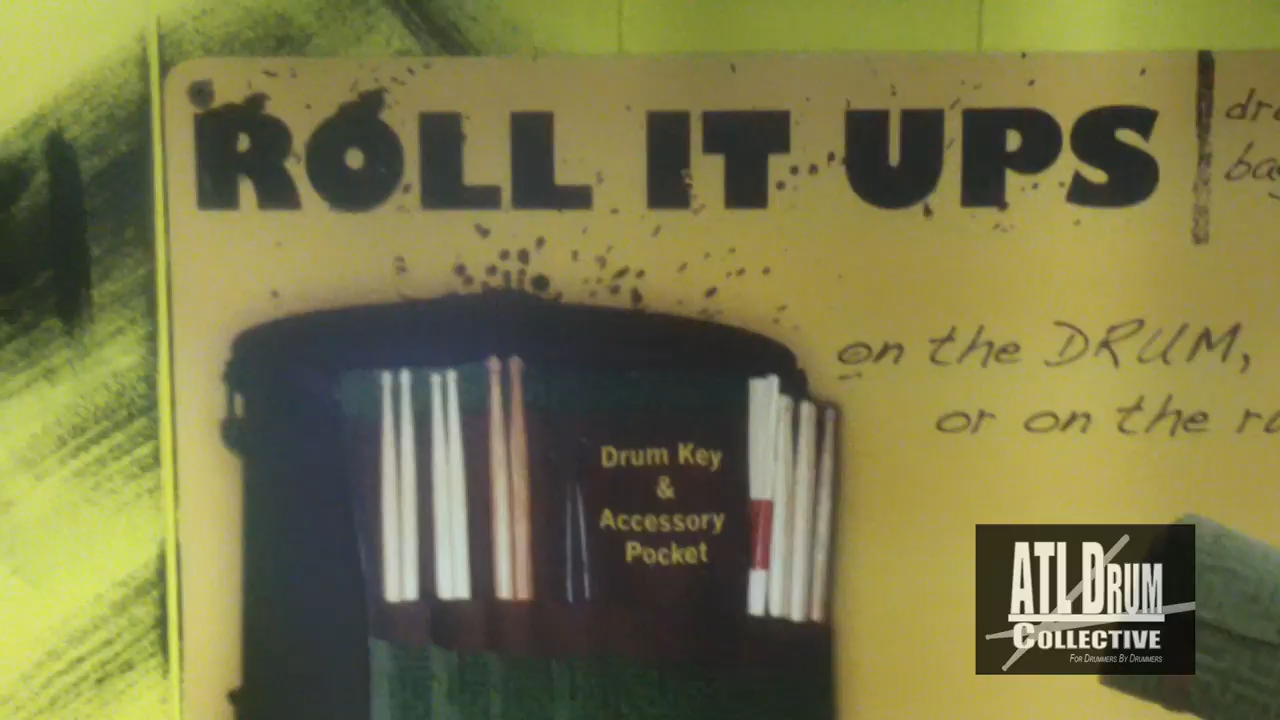 ROLL IT UPS
on the DRUM,
or on the
Drum Key
&
Accessory
Pocket
ATL DRUM
COLLECTIVE
FOR DRUMMERS BY DRUMMERS